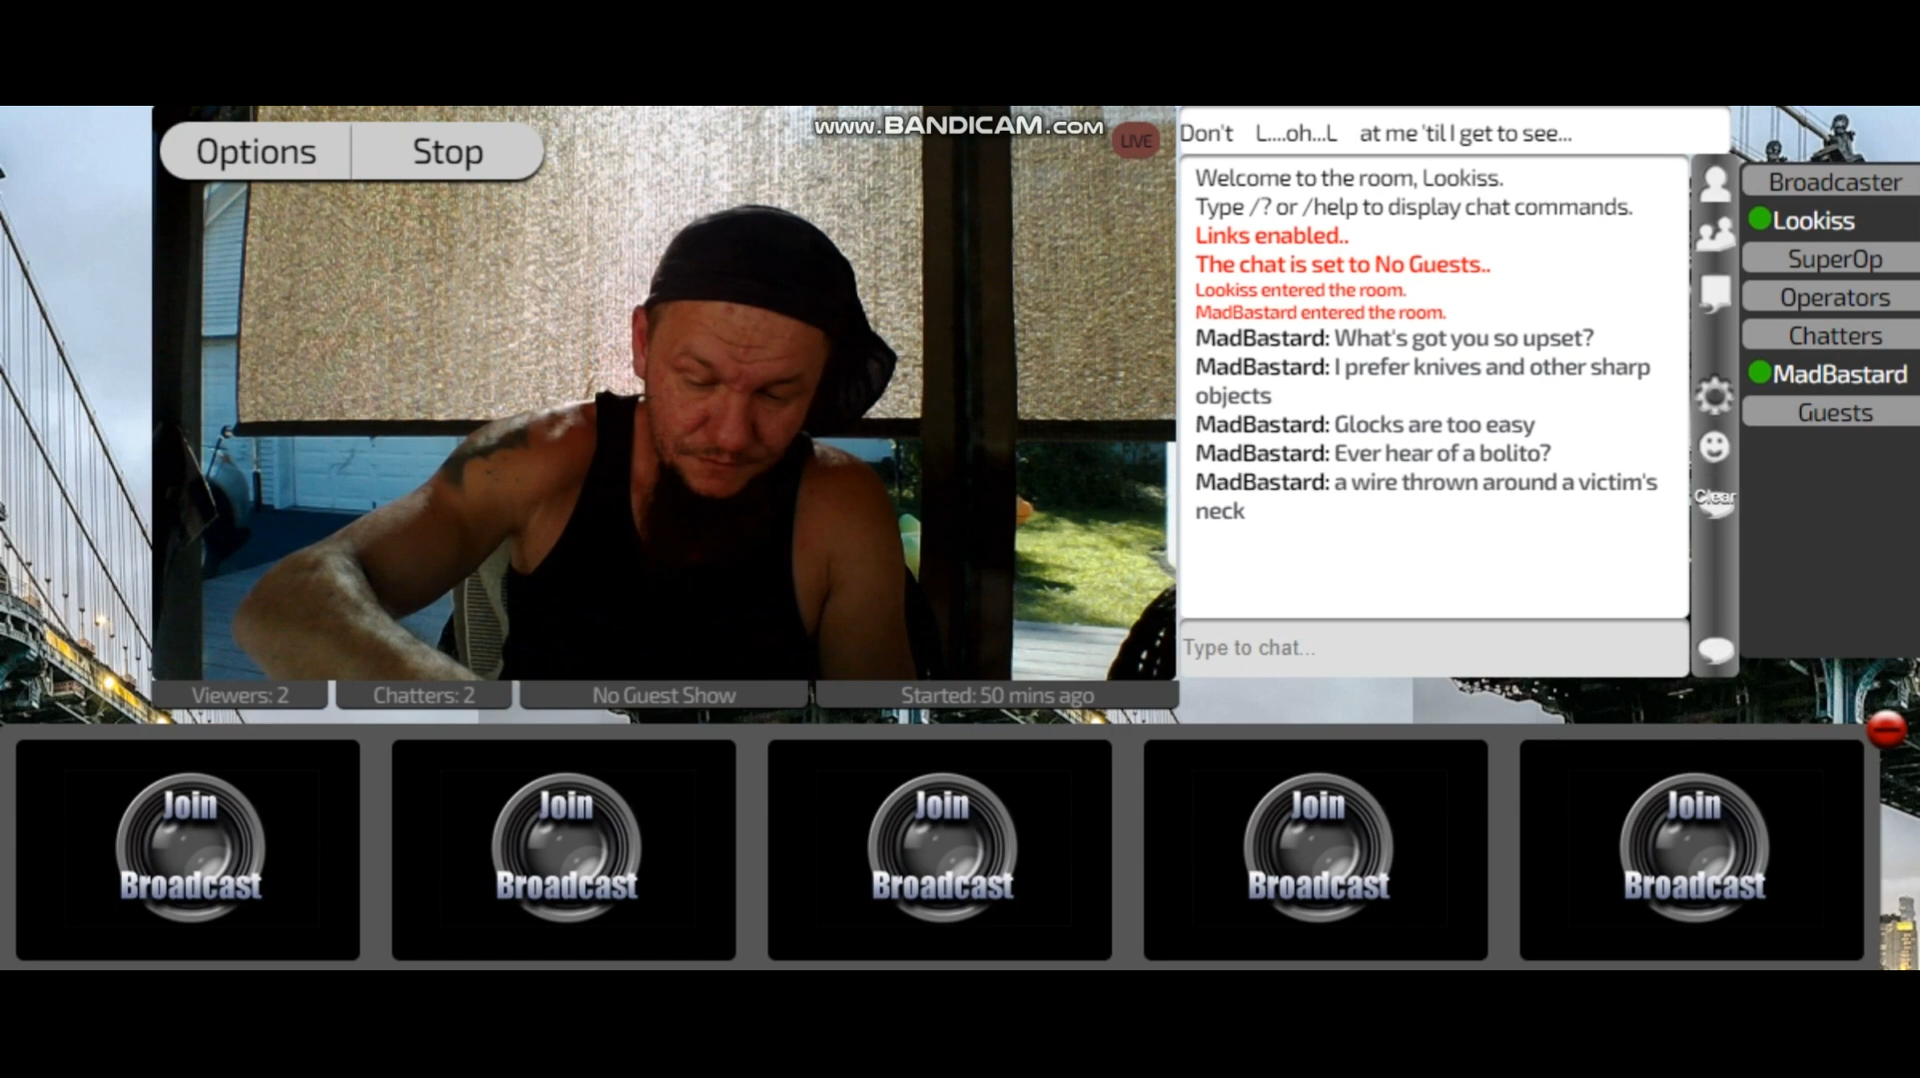 www.BANDICAM.com
Options
Stop
LIVE
Don't L....oh...L at me 'til I get to see...
Welcome to the room, Lookiss.
Type /? or /help to display chat commands.
Links enabled..
The chat is set to No Guests..
Lookiss entered the room.
MadBastard entered the room.
MadBastard: What's got you so upset?
MadBastard: I prefer knives and other sharp
objects
MadBastard: Glocks are too easy
MadBastard: Ever hear of a bolito?
MadBastard: a wire thrown around a victim's
neck
Type to chat...
Clear
Broadcaster
Lookiss
SuperOp
Operators
Chatters
MadBastard
Guests
Viewers: 2
Chatters: 2
No Guest Show
Started: 50 mins ago
Join
Broadcast
Join
Broadcast
Join
Broadcast
Join
Broadcast
Join
Broadcast